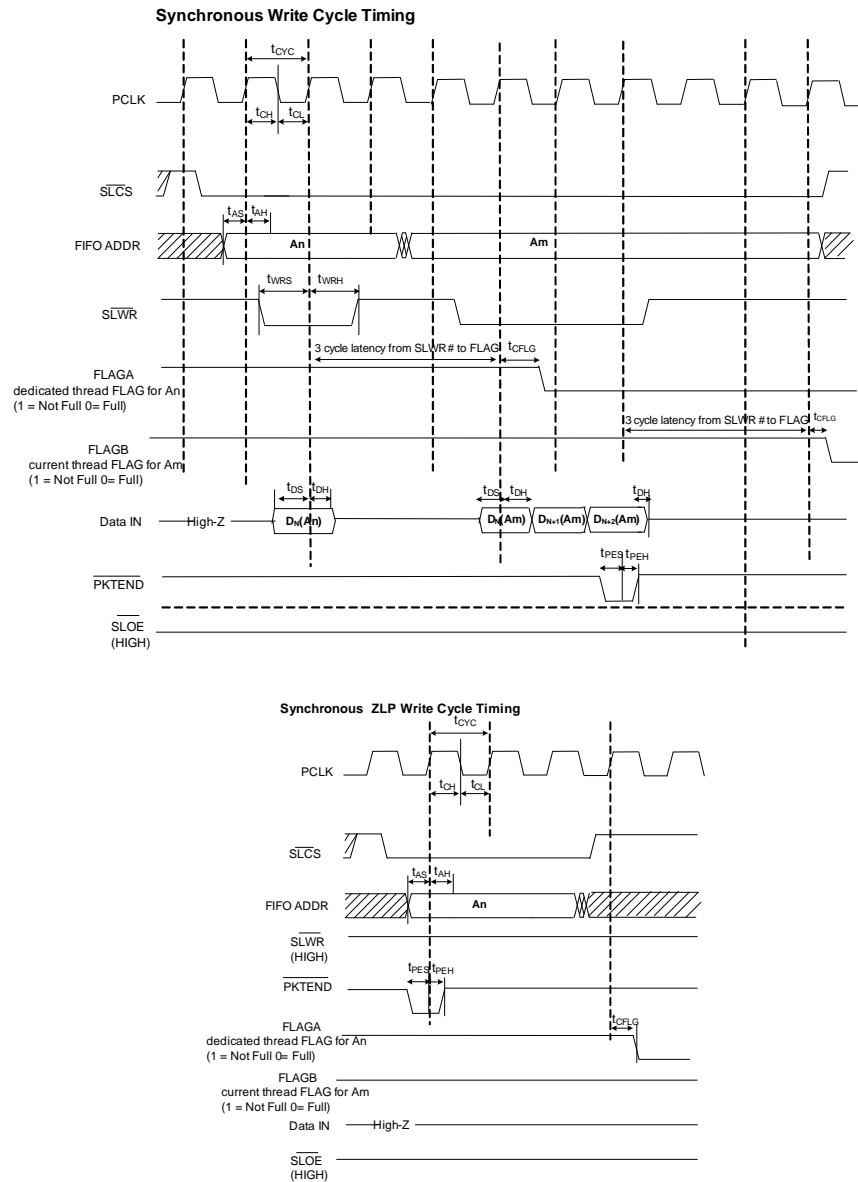 Synchronous Write Cycle Timing
tCYC
PCLK
tCH tCL
SLCS
tAS tAH
FIFO ADDR
An
Am
tWRS tWRH
SLWR
3 cycle latency from SLWR # to FLAG tCFLG
FLAGA
dedicated thread FLAG for An
(1 = Not Full 0= Full)
3 cycle latency from SLWR # to FLAG tCFLG
FLAGB
current thread FLAG for Am
(1 = Not Full 0= Full)
tDS tDH tDS tDH tDH
Data IN High-Z DN(An) DN(Am) DN+1(Am) DN+2(Am)
tPES tPEH
PKTEND
SLOE
(HIGH)
Synchronous ZLP Write Cycle Timing
tCYC
PCLK
tCH tCL
SLCS
tAS tAH
FIFO ADDR An
SLWR
(HIGH)
tPES tPEH
PKTEND
FLAGA tCFLG
dedicated thread FLAG for An
(1 = Not Full 0= Full)
FLAGB
current thread FLAG for Am
(1 = Not Full 0= Full)
Data IN High-Z
SLOE
(HIGH)